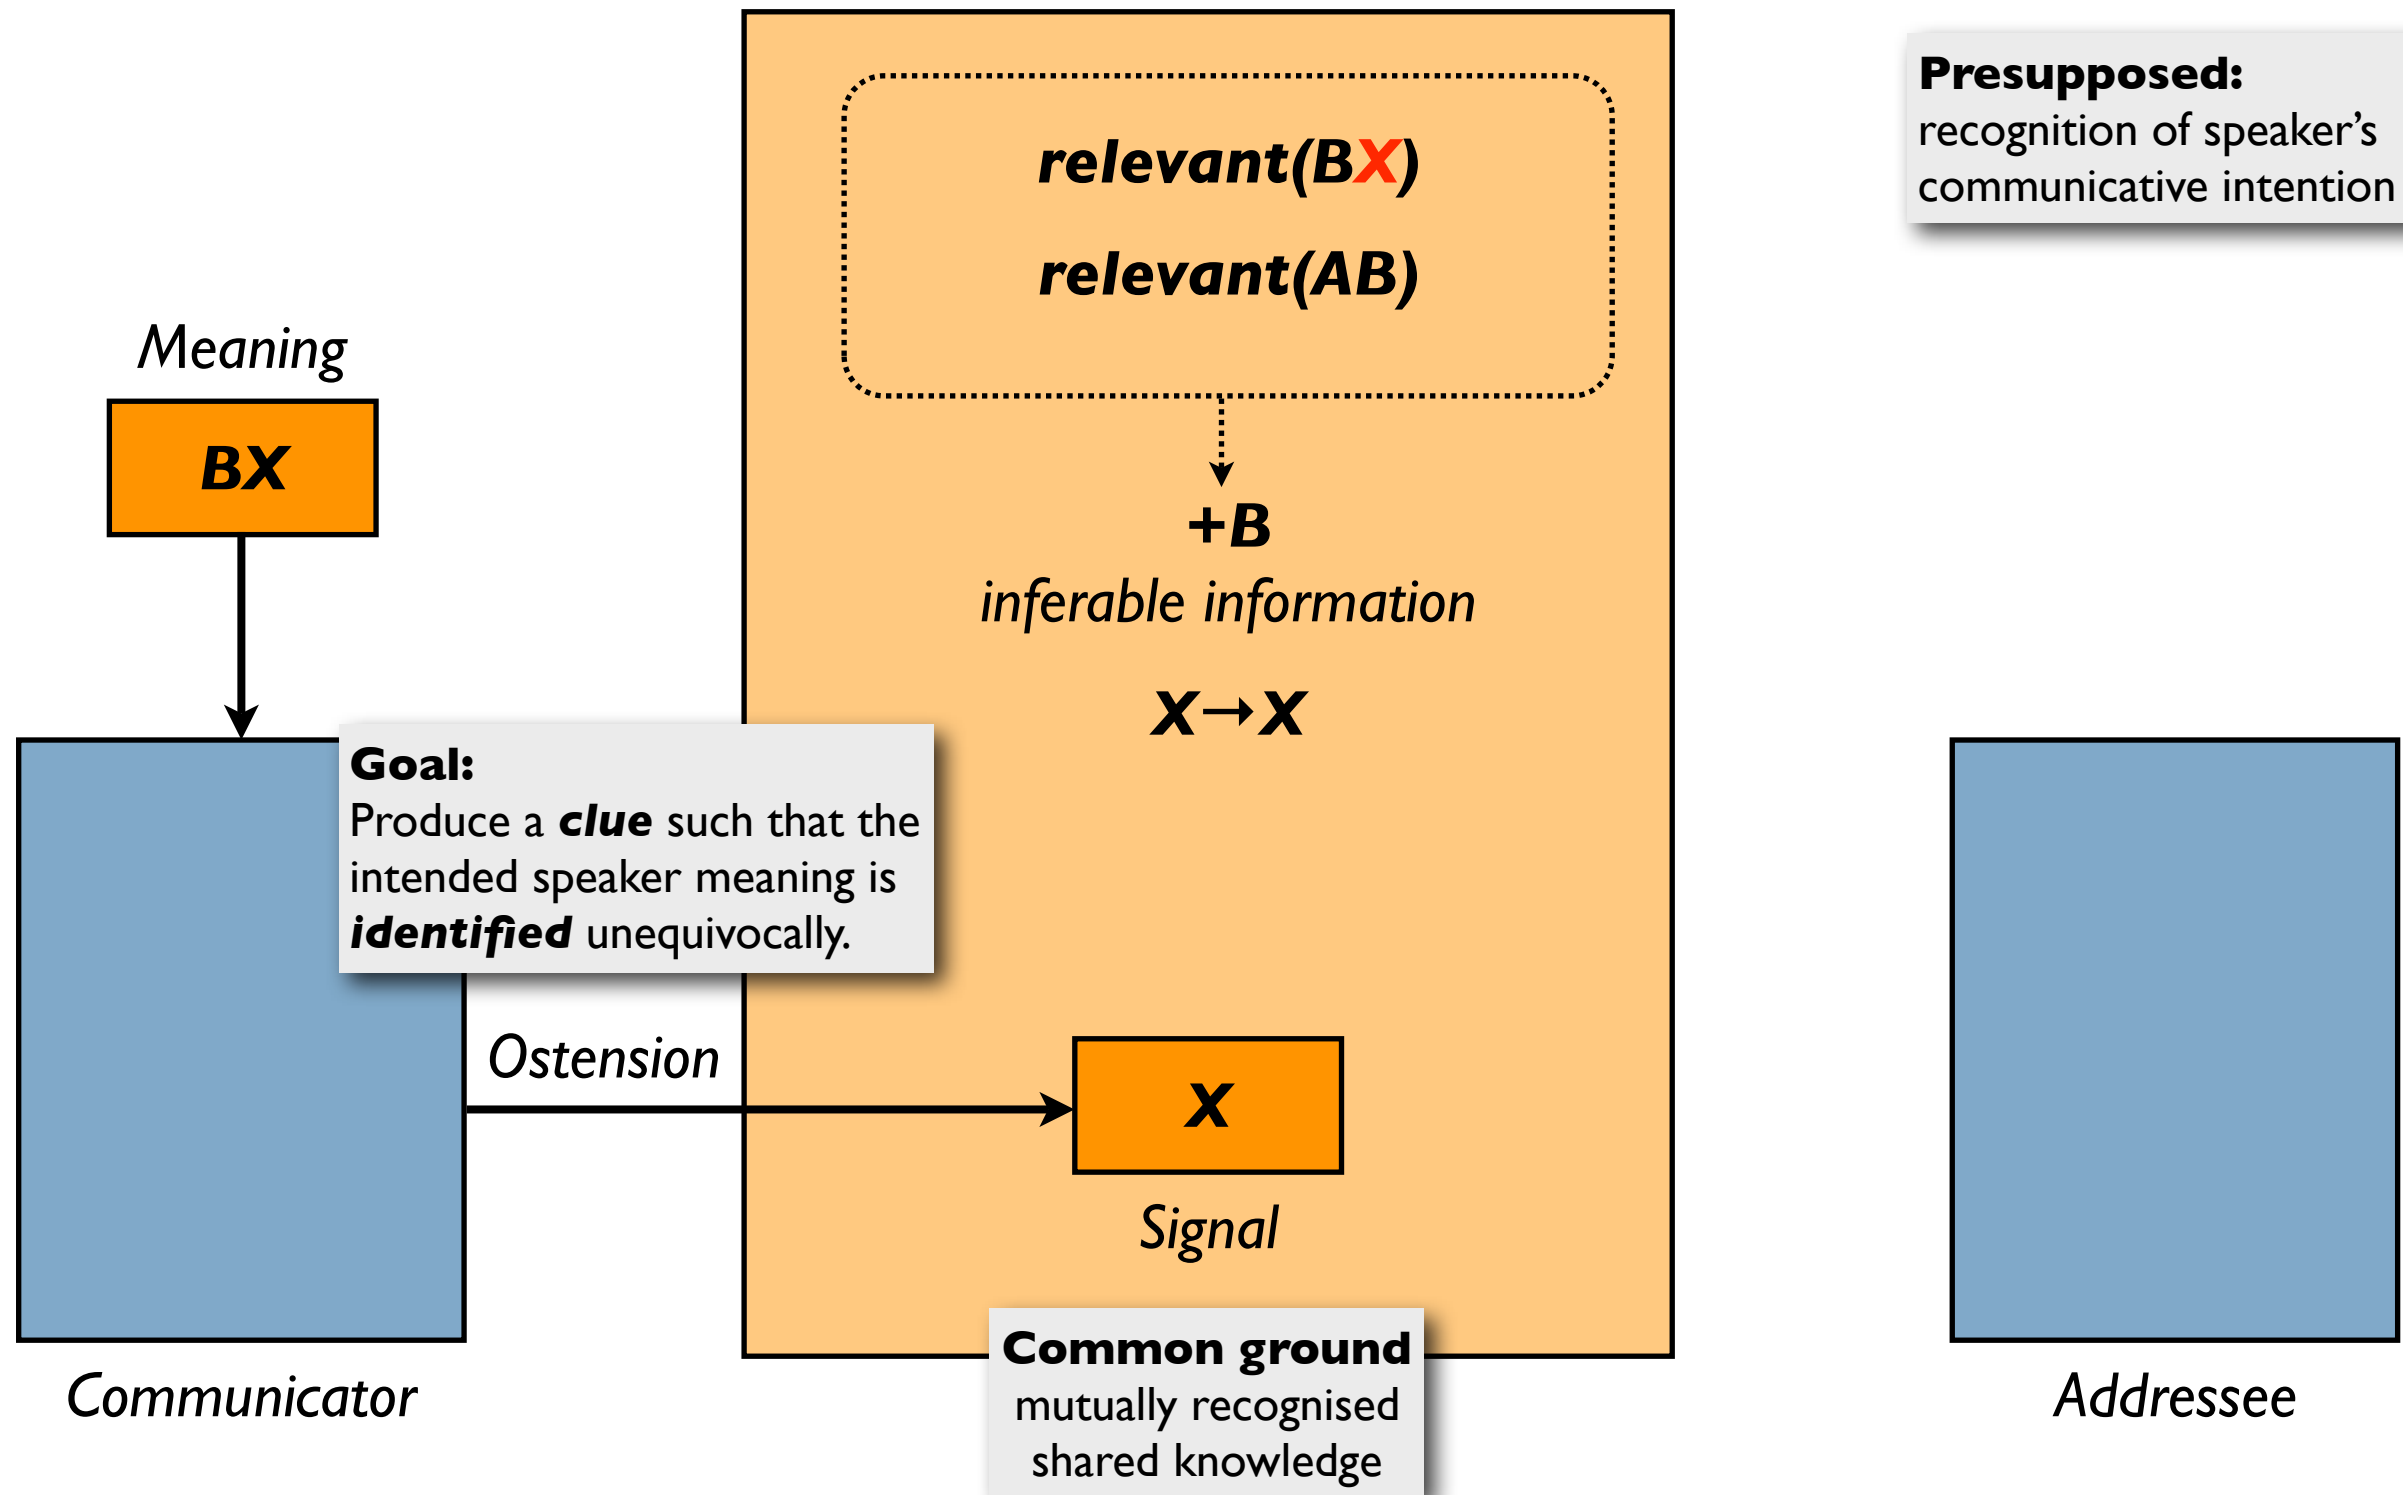 Presupposed:
recognition of speaker’s
communicative intention
relevant(BX)
relevant(AB)
Meaning
BX
+B
inferable information
X→X
Goal:
Produce a clue such that the
intended speaker meaning is
identified unequivocally.
Ostension
X
Signal
Common ground
mutually recognised
shared knowledge
Communicator
Addressee